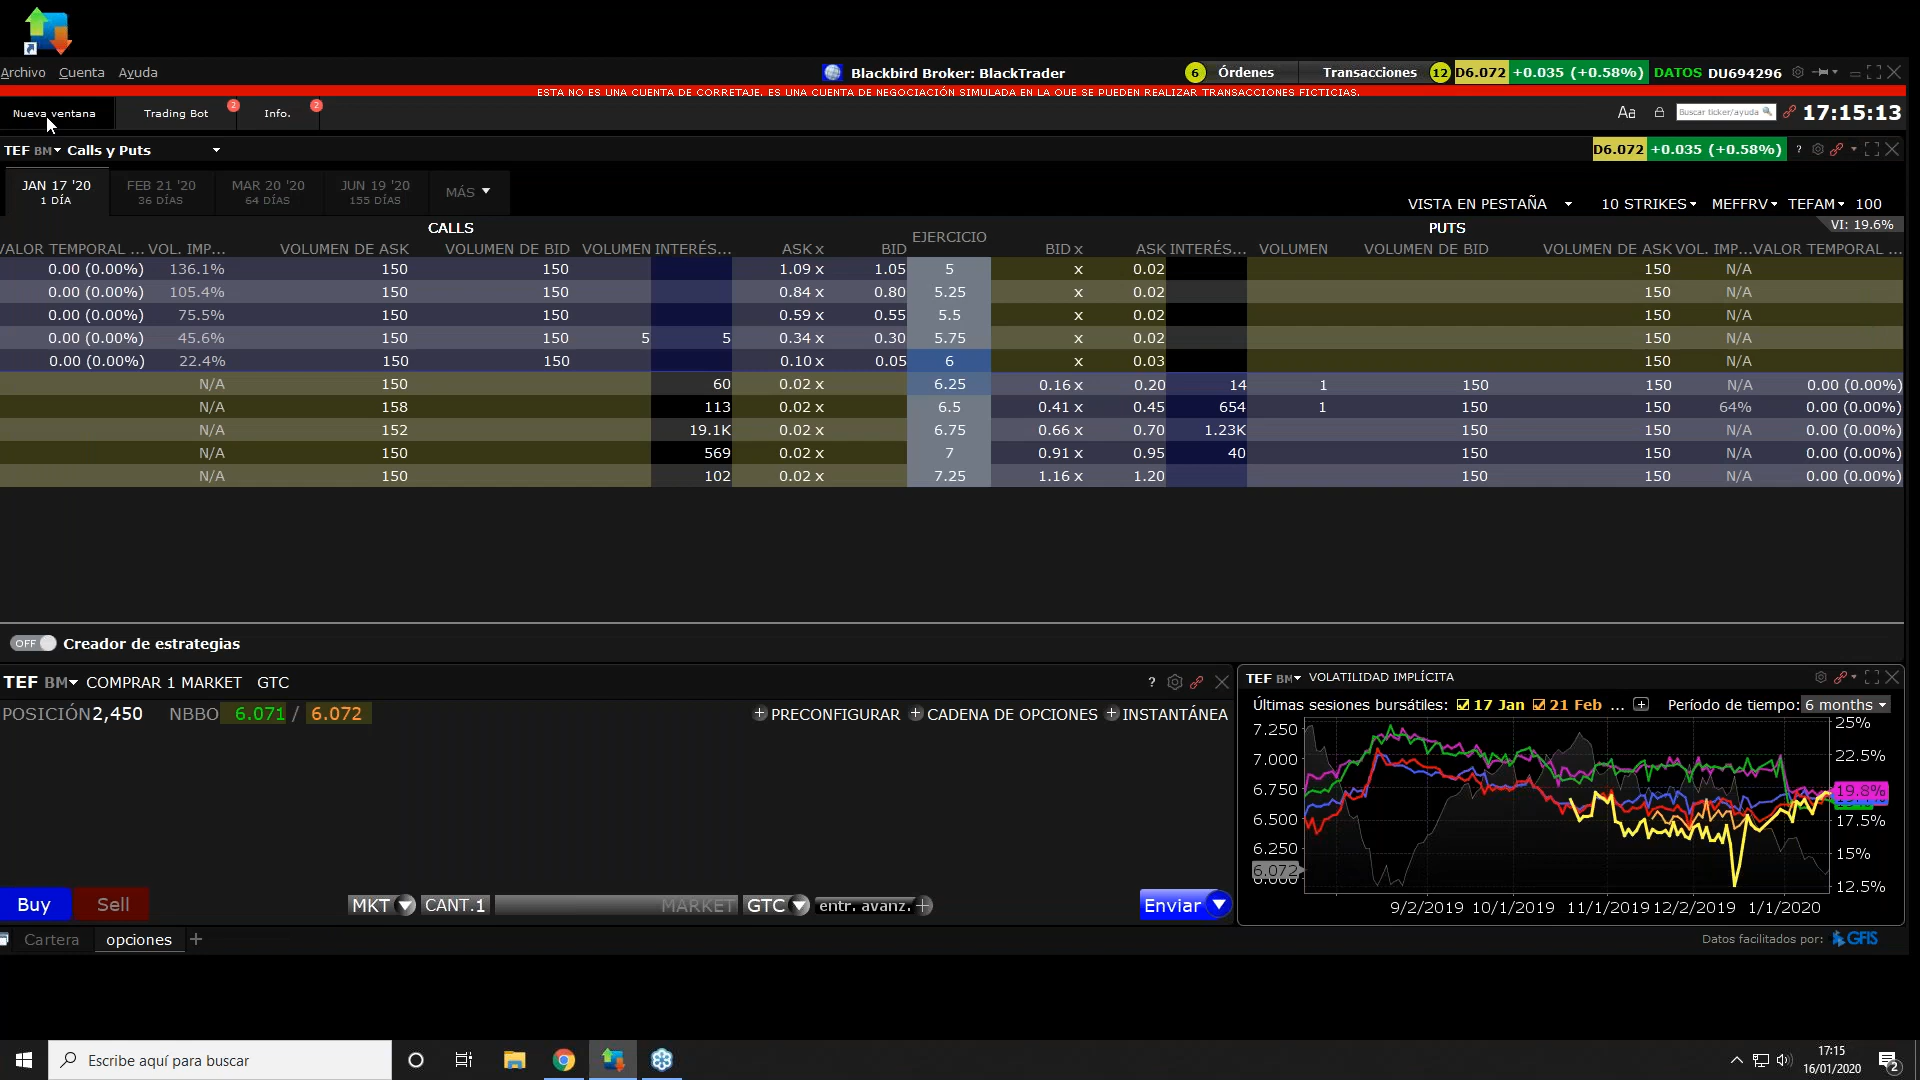 Archivo Cuenta Ayuda Blackbird Broker: BlackTrader 6 Órdenes Transacciones 12 D6.072 +0.035 (+0.58%) DATOS DU694296
ESTA NO ES UNA CUENTA DE CORRETAJE. ES UNA CUENTA DE NEGOCIACIÓN SIMULADA EN LA QUE SE PUEDEN REALIZAR TRANSACCIONES FICTICIAS.
Nueva ventana Trading Bot 2 Info. 2 Aa Buscar ticker/ayuda 17:15:13
TEF BM Calls y Puts D6.072 +0.035 (+0.58%) ?
JAN 17 '20 FEB 21 '20 MAR 20 '20 JUN 19 '20 MÁS
1 DÍA 36 DÍAS 64 DÍAS 155 DÍAS
VISTA EN PESTAÑA 10 STRIKES MEFFRV TEFAM 100
CALLS EJERCICIO PUTS VI: 19.6%
VALOR TEMPORAL ... VOL. IMP... VOLUMEN DE ASK VOLUMEN DE BID VOLUMEN INTERÉS... ASK x BID BID x ASK INTERÉS... VOLUMEN VOLUMEN DE BID VOLUMEN DE ASK VOL. IMP... VALOR TEMPORAL ...
0.00 (0.00%) 136.1% 150 150 1.09 x 1.05 5 x 0.02 150 N/A
0.00 (0.00%) 105.4% 150 150 0.84 x 0.80 5.25 x 0.02 150 N/A
0.00 (0.00%) 75.5% 150 150 0.59 x 0.55 5.5 x 0.02 150 N/A
0.00 (0.00%) 45.6% 150 150 5 5 0.34 x 0.30 5.75 x 0.02 150 N/A
0.00 (0.00%) 22.4% 150 150 0.10 x 0.05 6 x 0.03 150 N/A
N/A 150 60 0.02 x 6.25 0.16 x 0.20 14 1 150 150 N/A 0.00 (0.00%)
N/A 158 113 0.02 x 6.5 0.41 x 0.45 654 1 150 150 64% 0.00 (0.00%)
N/A 152 19.1K 0.02 x 6.75 0.66 x 0.70 1.23K 150 150 N/A 0.00 (0.00%)
N/A 150 569 0.02 x 7 0.91 x 0.95 40 150 150 N/A 0.00 (0.00%)
N/A 150 102 0.02 x 7.25 1.16 x 1.20 150 150 N/A 0.00 (0.00%)
OFF Creador de estrategias
TEF BM COMPRAR 1 MARKET GTC ?
POSICIÓN 2,450 NBBO 6.071 / 6.072 PRECONFIGURAR CADENA DE OPCIONES INSTANTÁNEA
Buy Sell MKT CANT. 1 MARKET GTC entr. avanz. Enviar
TEF BM VOLATILIDAD IMPLÍCITA
Últimas sesiones bursátiles: 17 Jan 21 Feb ... Período de tiempo: 6 months
7.250 25%
7.000 22.5%
6.750 19.8%
6.500 17.5%
6.250 15%
6.072
6.000 12.5%
9/2/2019 10/1/2019 11/1/2019 12/2/2019 1/1/2020
Cartera opciones + Datos facilitados por: GFIS
Escribe aquí para buscar
17:15
16/01/2020
2